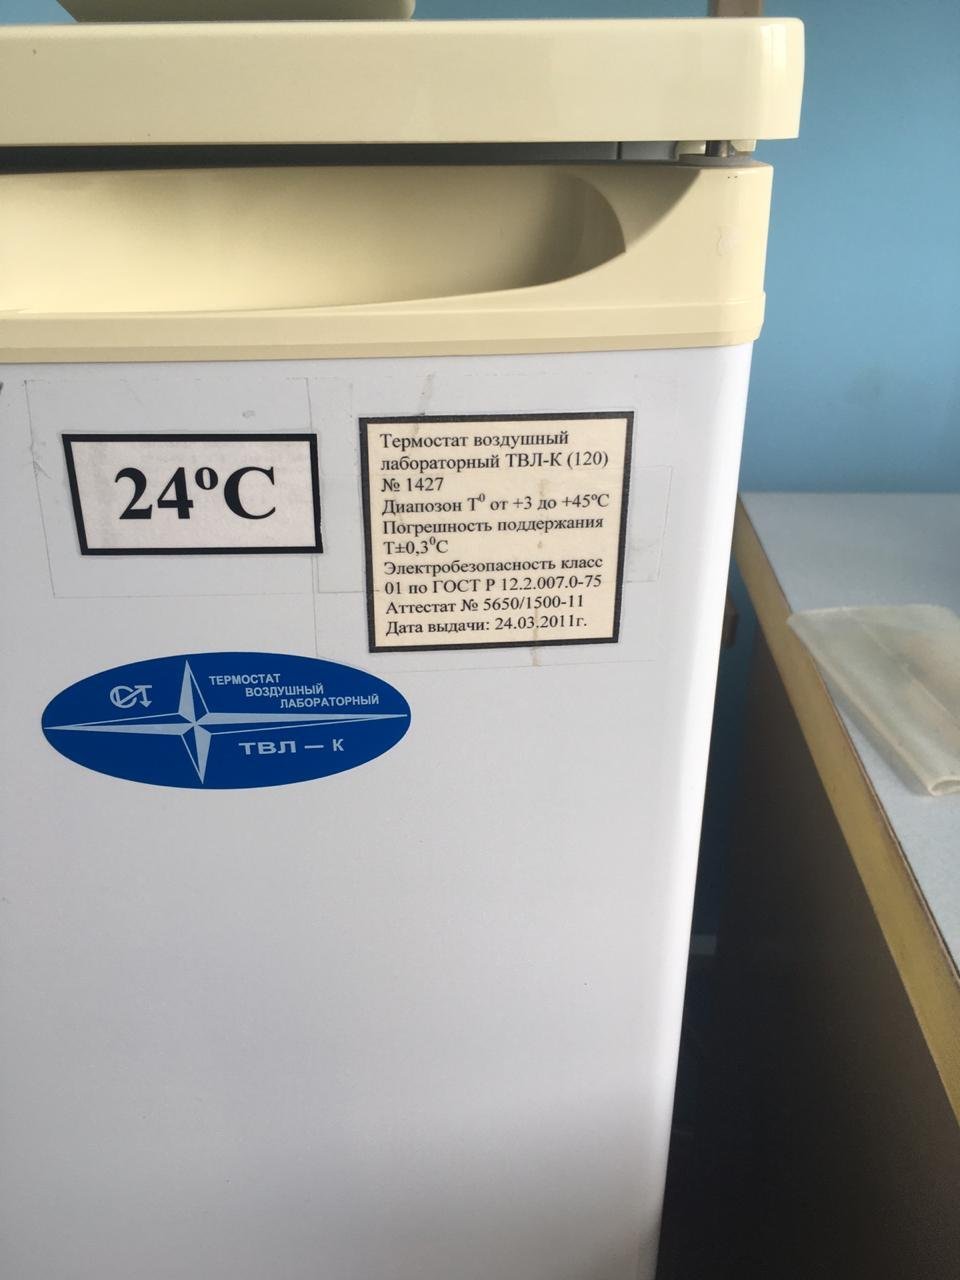 24ºC
Термостат воздушный
лабораторный ТВЛ-К (120)
№ 1427
Диапозон Т⁰ от +3 до +45ºС
Погрешность поддержания
Т±0,3⁰С
Электробезопасность класс
01 по ГОСТ Р 12.2.007.0-75
Аттестат № 5650/1500-11
Дата выдачи: 24.03.2011г.
ТЕРМОСТАТ
ВОЗДУШНЫЙ
ЛАБОРАТОРНЫЙ
ТВЛ – К